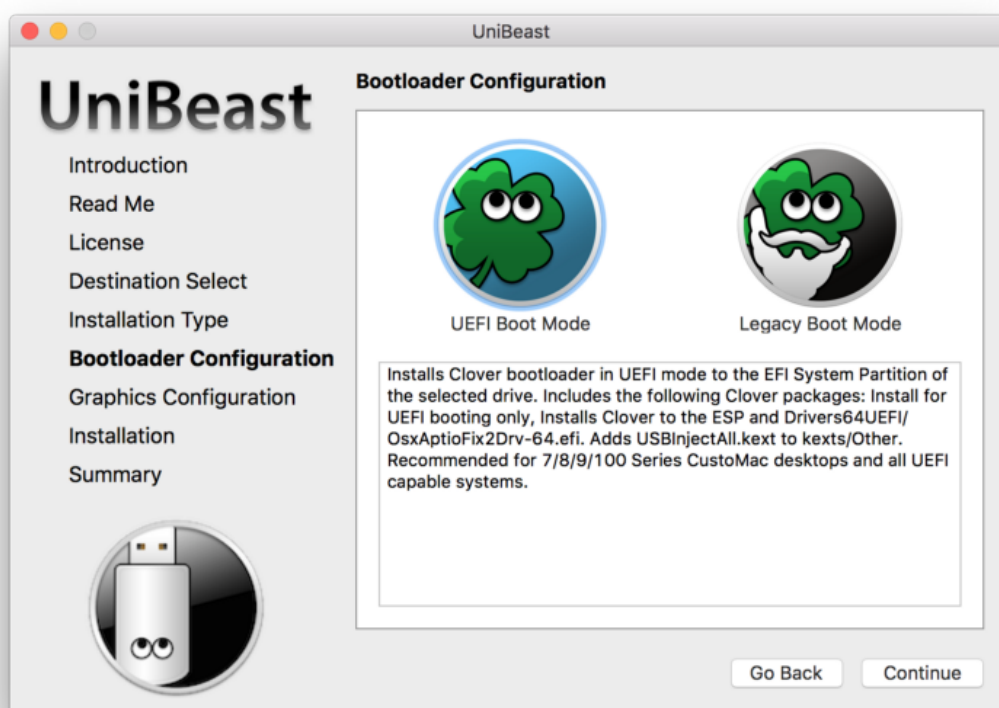 UniBeast
UniBeast
Introduction
Read Me
License
Destination Select
Installation Type
Bootloader Configuration
Graphics Configuration
Installation
Summary
Bootloader Configuration
UEFI Boot Mode
Legacy Boot Mode
Installs Clover bootloader in UEFI mode to the EFI System Partition of
the selected drive. Includes the following Clover packages: Install for
UEFI booting only, Installs Clover to the ESP and Drivers64UEFI/
OsxAptioFix2Drv-64.efi. Adds USBInjectAll.kext to kexts/Other.
Recommended for 7/8/9/100 Series CustoMac desktops and all UEFI
capable systems.
Go Back
Continue